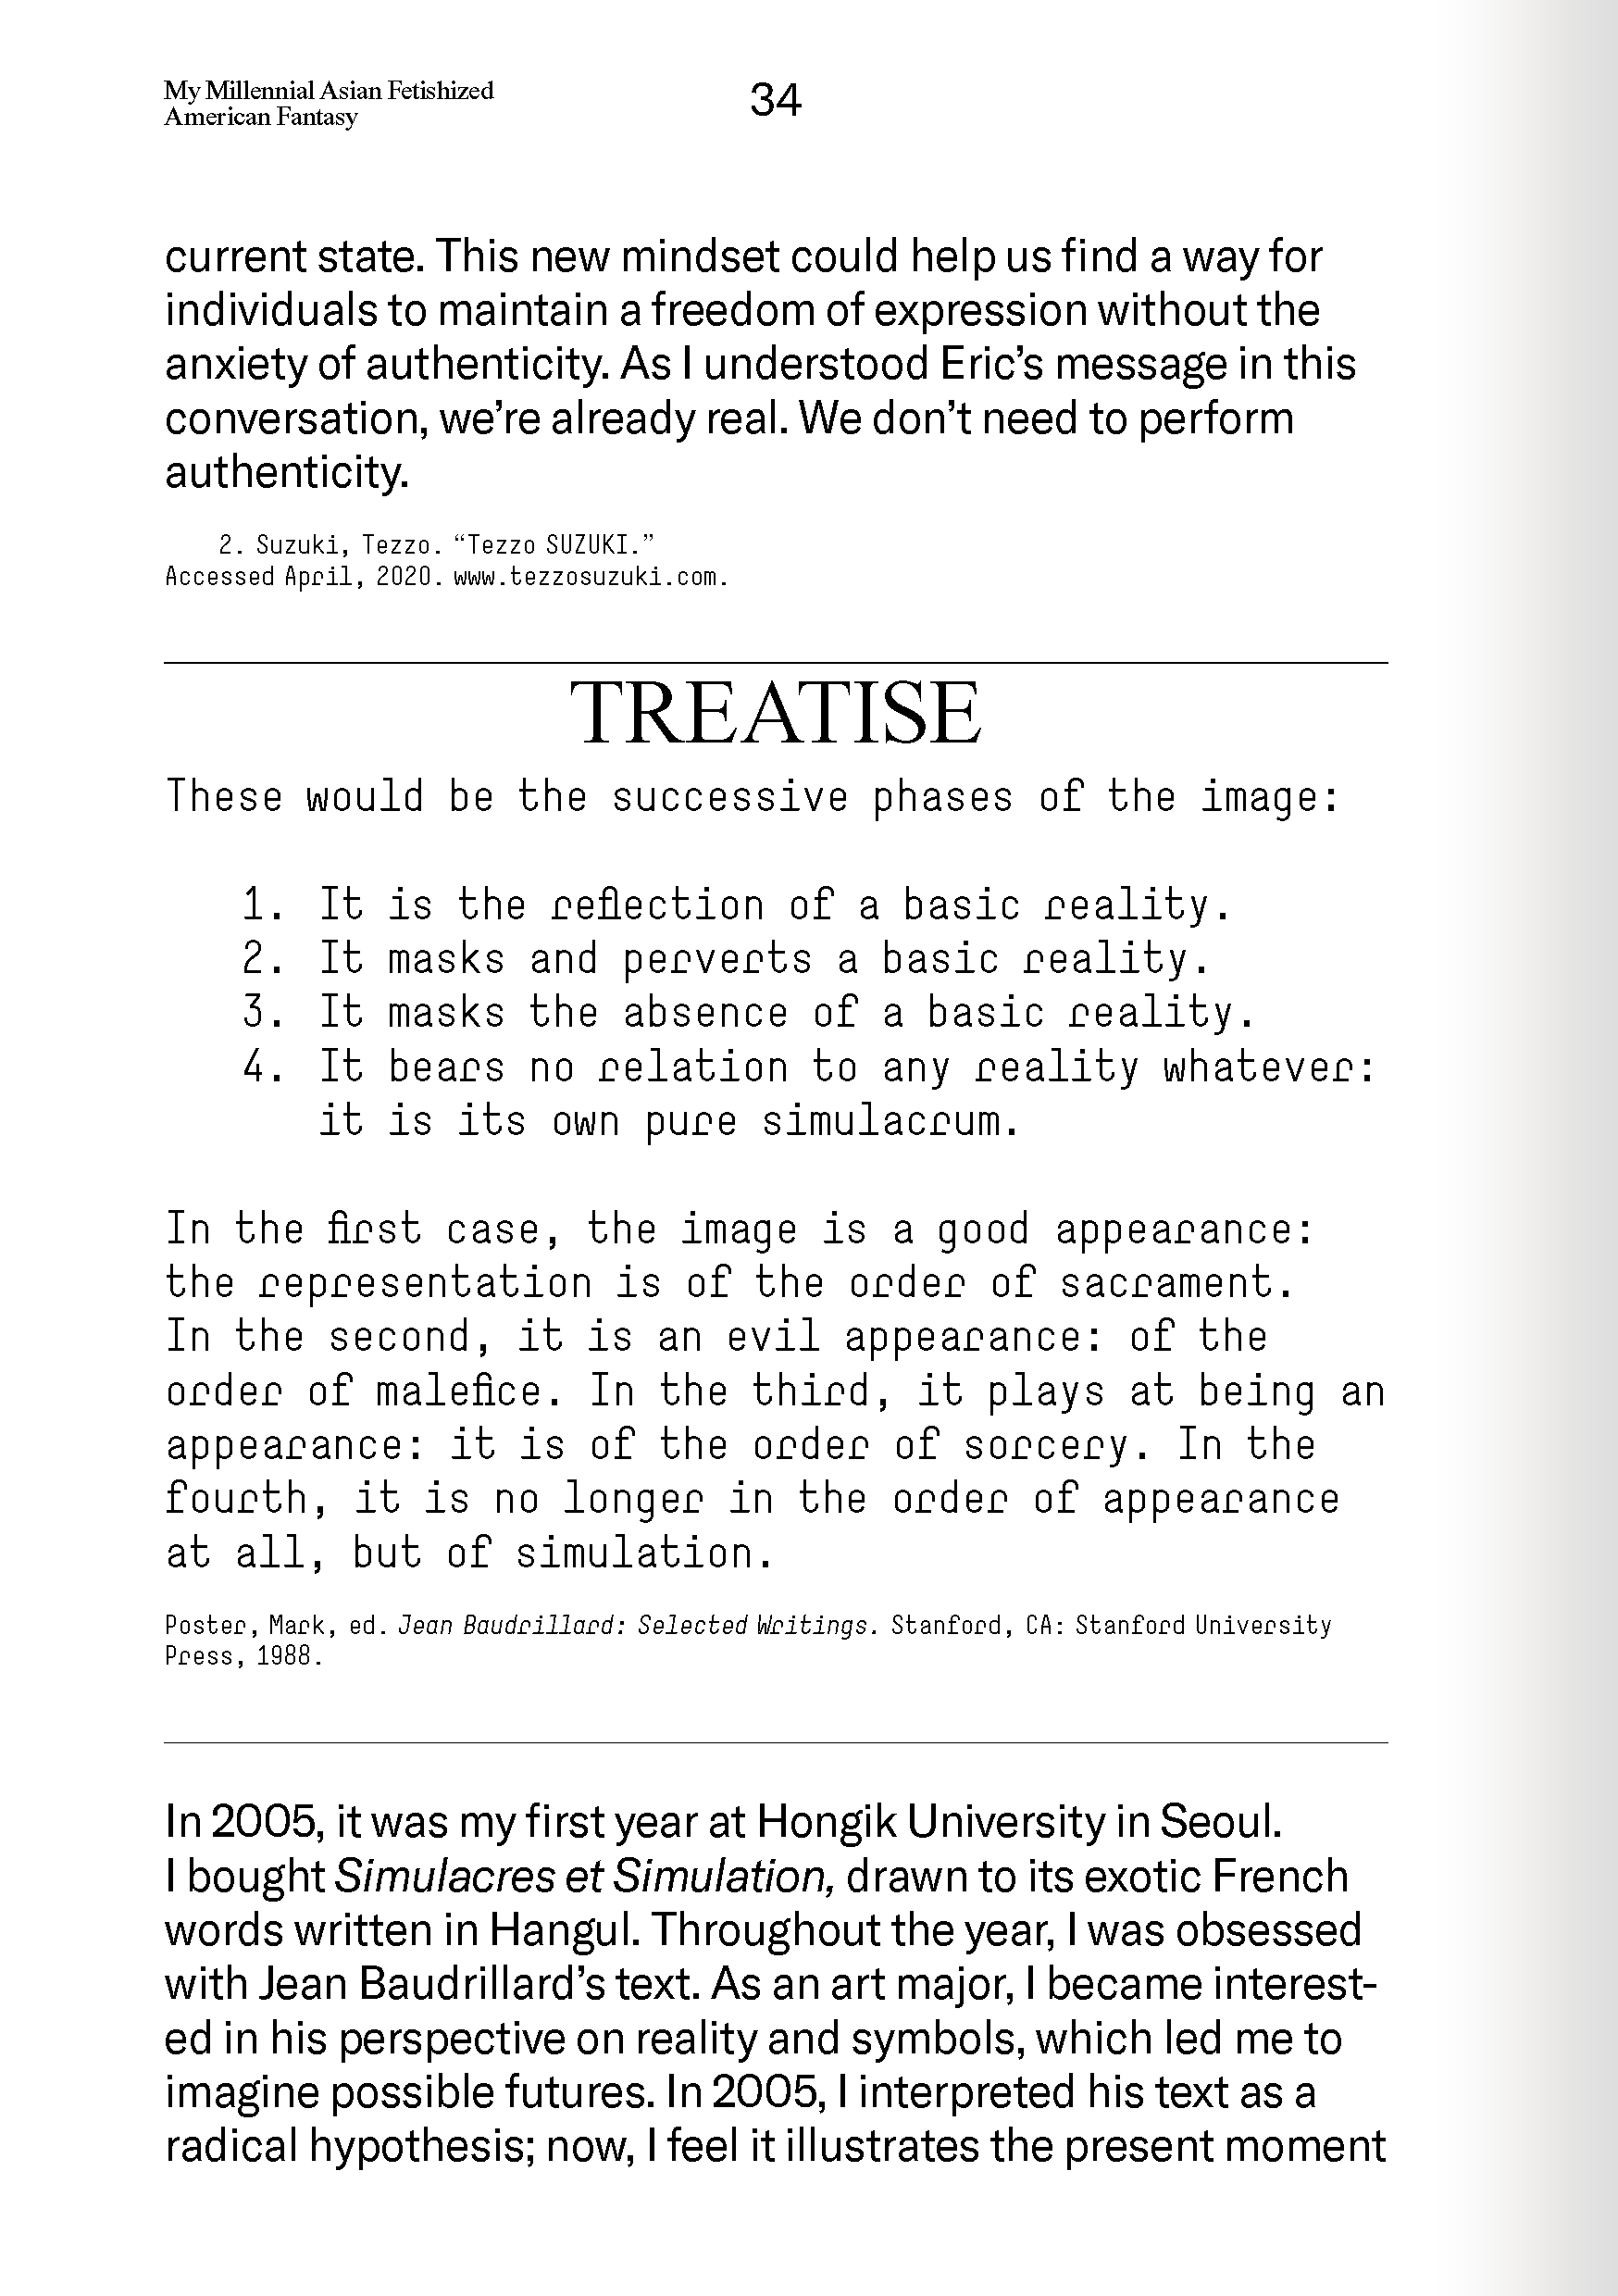 My Millennial Asian Fetishized
American Fantasy
34
current state. This new mindset could help us find a way for
individuals to maintain a freedom of expression without the
anxiety of authenticity. As I understood Eric’s message in this
conversation, we’re already real. We don’t need to perform
authenticity.
2. Suzuki, Tezzo. “Tezzo SUZUKI.”
Accessed April, 2020. www.tezzosuzuki.com.
TREATISE
These would be the successive phases of the image:
1. It is the reflection of a basic reality.
2. It masks and perverts a basic reality.
3. It masks the absence of a basic reality.
4. It bears no relation to any reality whatever:
it is its own pure simulacrum.
In the first case, the image is a good appearance:
the representation is of the order of sacrament.
In the second, it is an evil appearance: of the
order of malefice. In the third, it plays at being an
appearance: it is of the order of sorcery. In the
fourth, it is no longer in the order of appearance
at all, but of simulation.
Poster, Mark, ed. Jean Baudrillard: Selected Writings. Stanford, CA: Stanford University
Press, 1988.
In 2005, it was my first year at Hongik University in Seoul.
I bought Simulacres et Simulation, drawn to its exotic French
words written in Hangul. Throughout the year, I was obsessed
with Jean Baudrillard’s text. As an art major, I became interest-
ed in his perspective on reality and symbols, which led me to
imagine possible futures. In 2005, I interpreted his text as a
radical hypothesis; now, I feel it illustrates the present moment